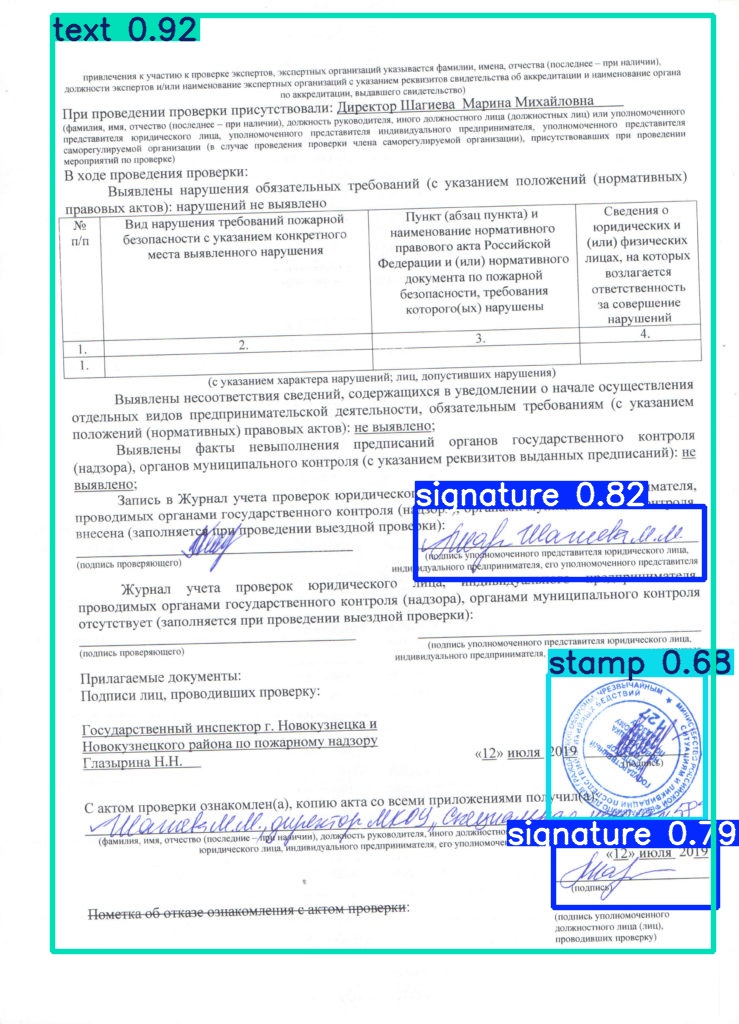 text 0.92
привлечения к участию к проверке экспертов, экспертных организаций указывается фамилии, имена, отчества (последнее – при наличии),
должности экспертов и/или наименование экспертных организаций с указанием реквизитов свидетельства об аккредитации и наименование органа
по аккредитации, выдавшего свидетельство)
При проведении проверки присутствовали: Директор Шагиева Марина Михайловна
(фамилия, имя, отчество (последнее – при наличии), должность руководителя, иного должностного лица (должностных лиц) или уполномоченного
представителя юридического лица, уполномоченного представителя индивидуального предпринимателя, уполномоченного представителя
саморегулируемой организации (в случае проведения проверки члена саморегулируемой организации), присутствовавших при проведении
мероприятий по проверке)
В ходе проведения проверки:
Выявлены нарушения обязательных требований (с указанием положений (нормативных)
правовых актов): нарушений не выявлено
№ п/п
Вид нарушения требований пожарной безопасности с указанием конкретного места выявленного нарушения
Пункт (абзац пункта) и наименование нормативного правового акта Российской Федерации и (или) нормативного документа по пожарной безопасности, требования которого(ых) нарушены
Сведения о юридических и (или) физических лицах, на которых возлагается ответственность за совершение нарушений
1. 2. 3. 4.
1.
(с указанием характера нарушений; лиц, допустивших нарушения)
Выявлены несоответствия сведений, содержащихся в уведомлении о начале осуществления
отдельных видов предпринимательской деятельности, обязательным требованиям (с указанием
положений (нормативных) правовых актов): не выявлено;
Выявлены факты невыполнения предписаний органов государственного контроля
(надзора), органов муниципального контроля (с указанием реквизитов выданных предписаний): не
выявлено;
Запись в Журнал учета проверок юридического
signature 0.82
проводимых органами государственного контроля
внесена (заполняется при проведении выездной проверки):
Шагиева М.М.
(подпись проверяющего)
(подпись уполномоченного представителя юридического лица,
индивидуального предпринимателя, его уполномоченного представителя
Журнал учета проверок юридического лица, индивидуального предпринимателя,
проводимых органами государственного контроля (надзора), органами муниципального контроля
отсутствует (заполняется при проведении выездной проверки):
(подпись проверяющего)
(подпись уполномоченного представителя юридического лица,
индивидуального предпринимателя,
stamp 0.68
Прилагаемые документы:
Подписи лиц, проводивших проверку:
Государственный инспектор г. Новокузнецка и
Новокузнецкого района по пожарному надзору
Глазырина Н.Н.
«12» июля 2019
(подпись)
С актом проверки ознакомлен(а), копию акта со всеми приложениями получил(а):
Шагиева М.М., директор МКОУ
(фамилия, имя, отчество (последнее – при наличии), должность руководителя, иного должностного
юридического лица, индивидуального предпринимателя, его
signature 0.79
«12» июля 2019
(подпись)
Пометка об отказе ознакомления с актом проверки:
(подпись уполномоченного
должностного лица (лиц),
проводивших проверку)